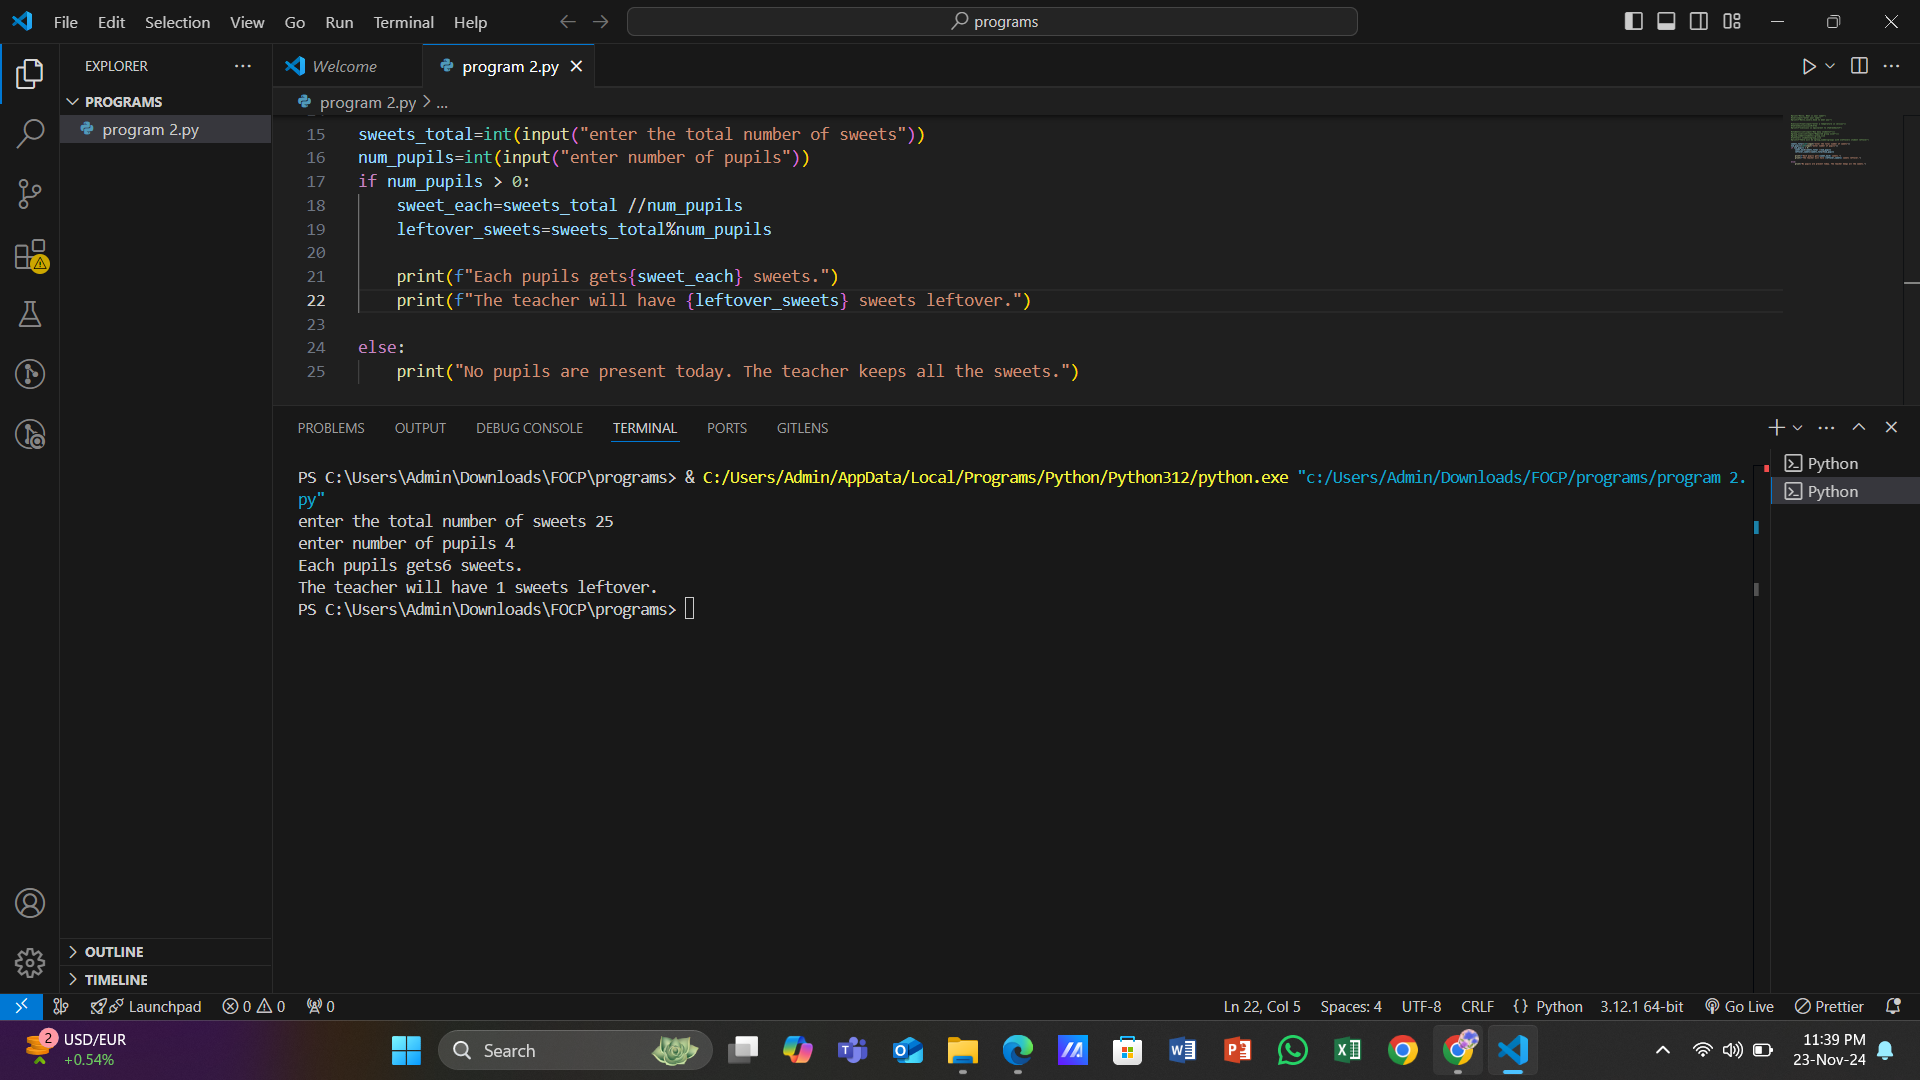 File Edit Selection View Go Run Terminal Help
programs
EXPLORER
PROGRAMS
program 2.py
OUTLINE
TIMELINE
Welcome
program 2.py
program 2.py > ...
15 sweets_total=int(input("enter the total number of sweets"))
16 num_pupils=int(input("enter number of pupils"))
17 if num_pupils > 0:
18     sweet_each=sweets_total //num_pupils
19     leftover_sweets=sweets_total%num_pupils
20
21     print(f"Each pupils gets{sweet_each} sweets.")
22     print(f"The teacher will have {leftover_sweets} sweets leftover.")
23
24 else:
25     print("No pupils are present today. The teacher keeps all the sweets.")
PROBLEMS OUTPUT DEBUG CONSOLE TERMINAL PORTS GITLENS
PS C:\Users\Admin\Downloads\FOCP\programs> & C:/Users/Admin/AppData/Local/Programs/Python/Python312/python.exe "c:/Users/Admin/Downloads/FOCP/programs/program 2.
py"
enter the total number of sweets 25
enter number of pupils 4
Each pupils gets6 sweets.
The teacher will have 1 sweets leftover.
PS C:\Users\Admin\Downloads\FOCP\programs>
Python
Python
Launchpad 0 0 0
Ln 22, Col 5 Spaces: 4 UTF-8 CRLF {} Python 3.12.1 64-bit Go Live Prettier
2 USD/EUR
+0.54%
Search
11:39 PM
23-Nov-24